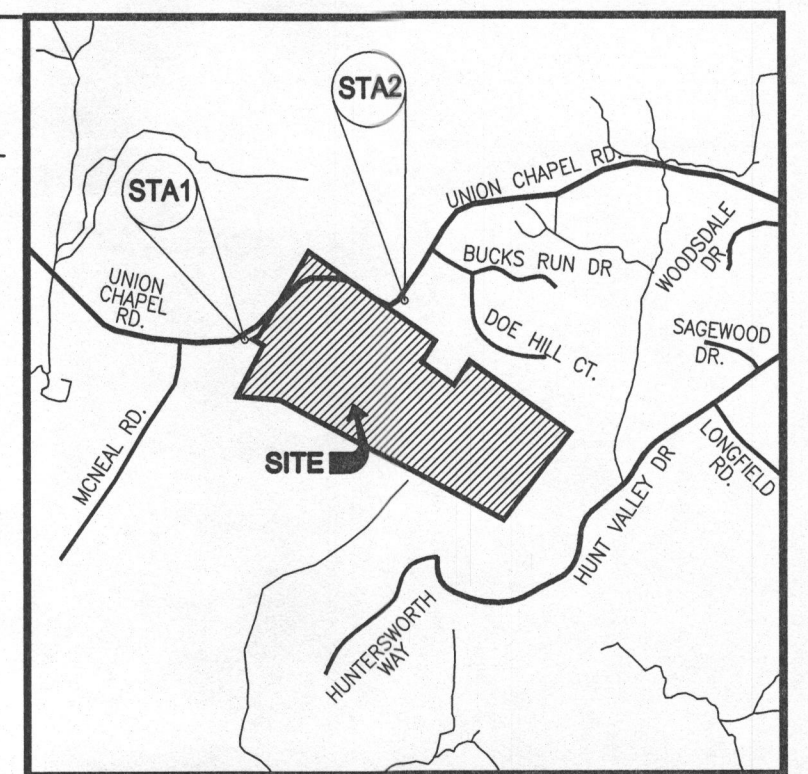 STA2
STA1
UNION CHAPEL RD.
UNION
CHAPEL
RD.
BUCKS RUN DR
WOODSDALE
DR.
DOE HILL CT.
SAGEWOOD
DR.
MCNEAL RD.
SITE
LONGFIELD
RD.
HUNT VALLEY DR
HUNTERSWORTH
WAY